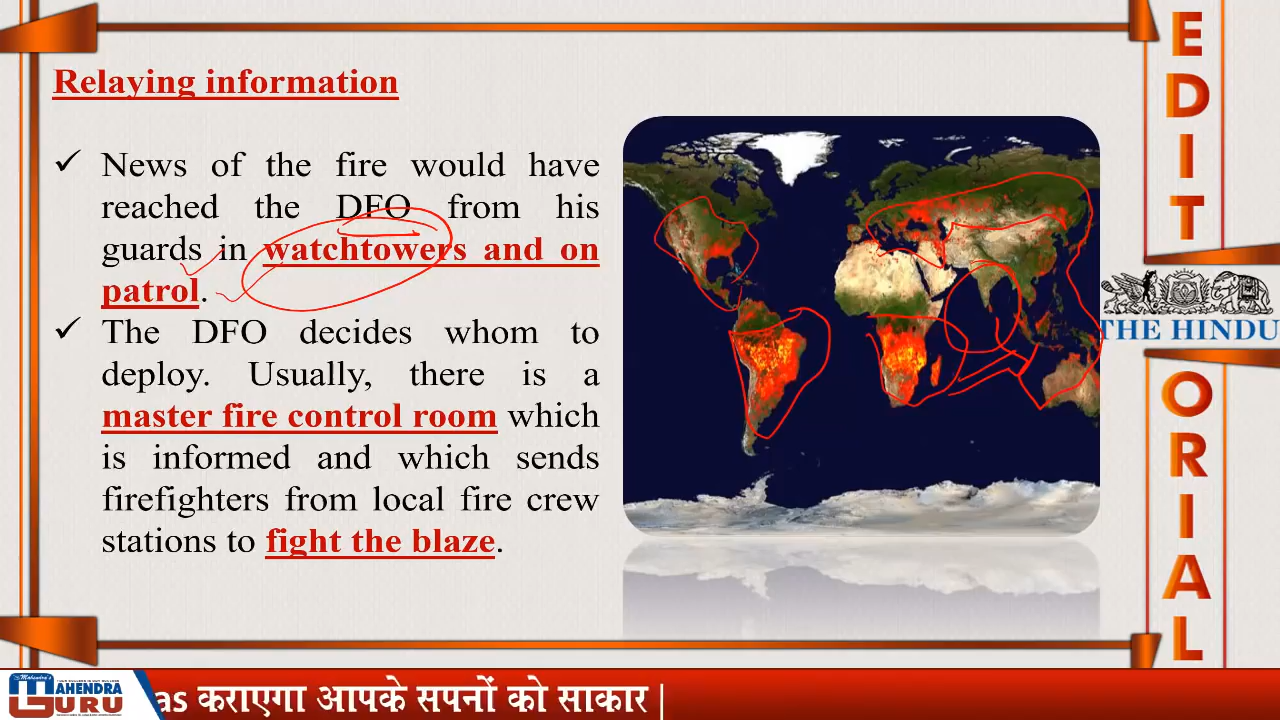 Relaying information
✓ News of the fire would have
reached the DFO from his
guards in watchtowers and on
patrol.
✓ The DFO decides whom to
deploy. Usually, there is a
master fire control room which
is informed and which sends
firefighters from local fire crew
stations to fight the blaze.
EDITORIAL
THE HINDU
Mahendra's
MAHENDRA
GURU
as कराएगा आपके सपनों को साकार |